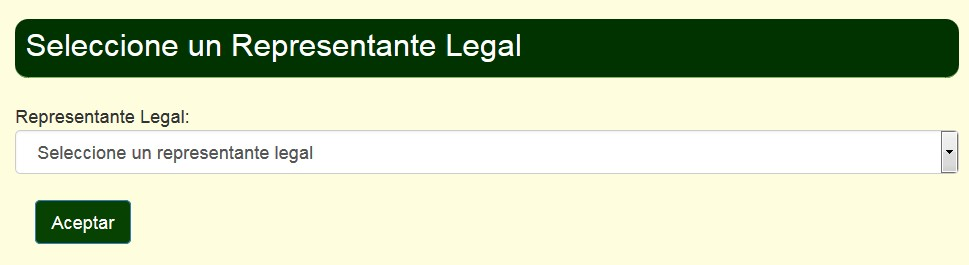 Seleccione un Representante Legal
Representante Legal:
Seleccione un representante legal
Aceptar